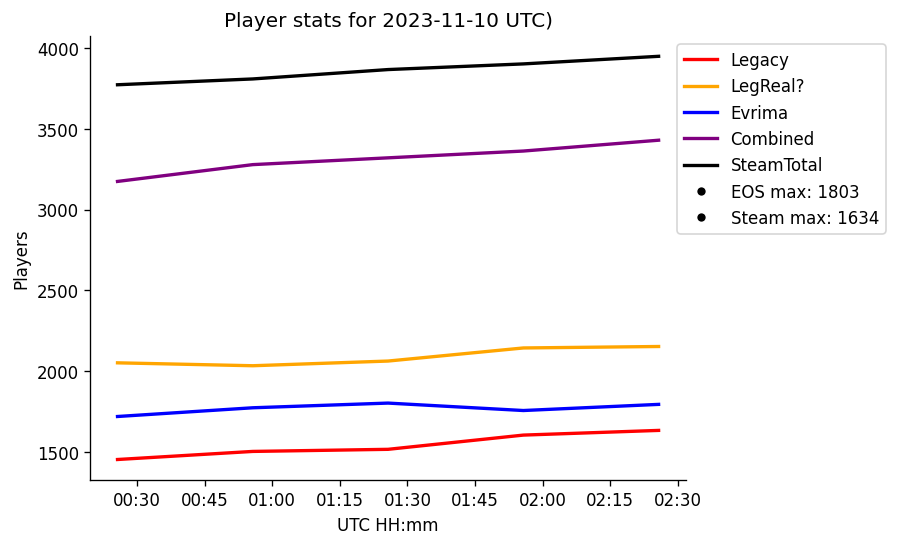 Player stats for 2023-11-10 UTC)
4000
3500
3000
2500
2000
1500
Players
00:30 00:45 01:00 01:15 01:30 01:45 02:00 02:15 02:30
UTC HH:mm
Legacy
LegReal?
Evrima
Combined
SteamTotal
EOS max: 1803
Steam max: 1634